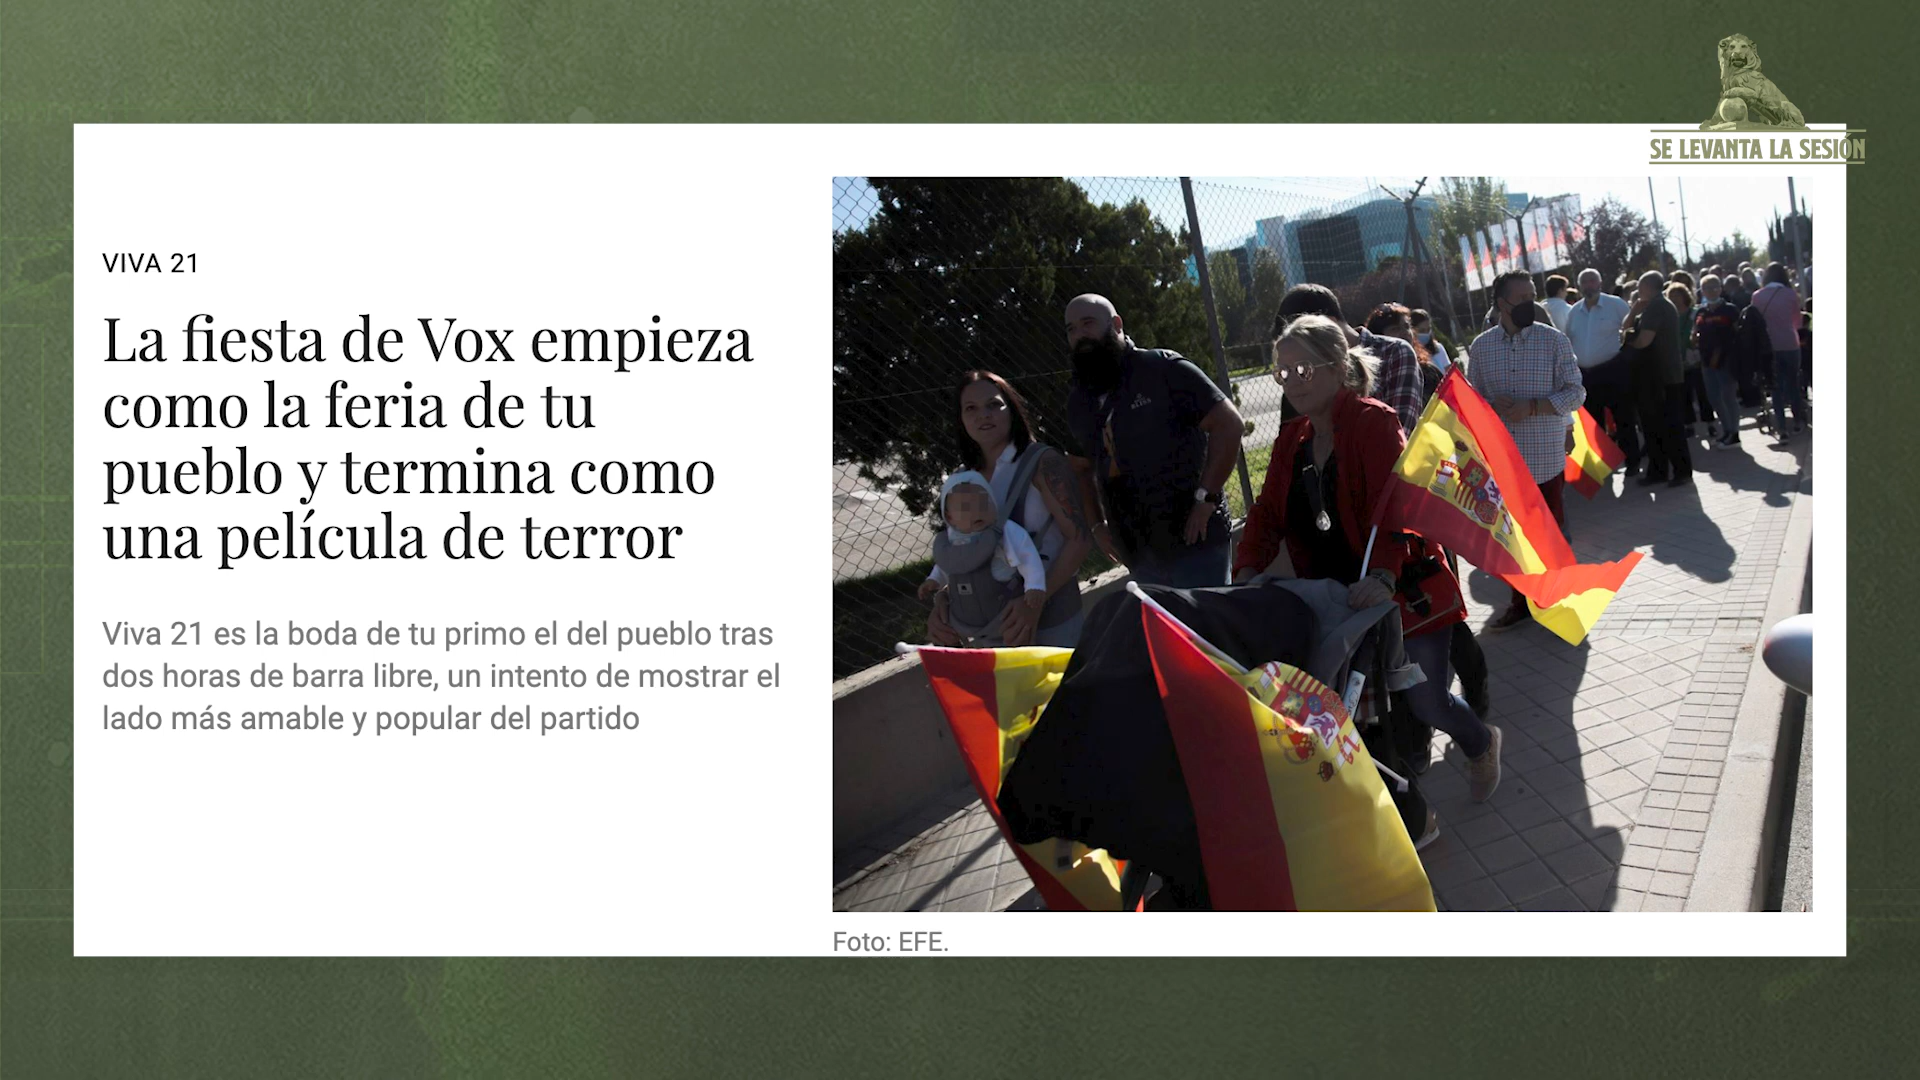 SE LEVANTA LA SESIÓN
VIVA 21
La fiesta de Vox empieza
como la feria de tu
pueblo y termina como
una película de terror
Viva 21 es la boda de tu primo el del pueblo tras
dos horas de barra libre, un intento de mostrar el
lado más amable y popular del partido
Foto: EFE.